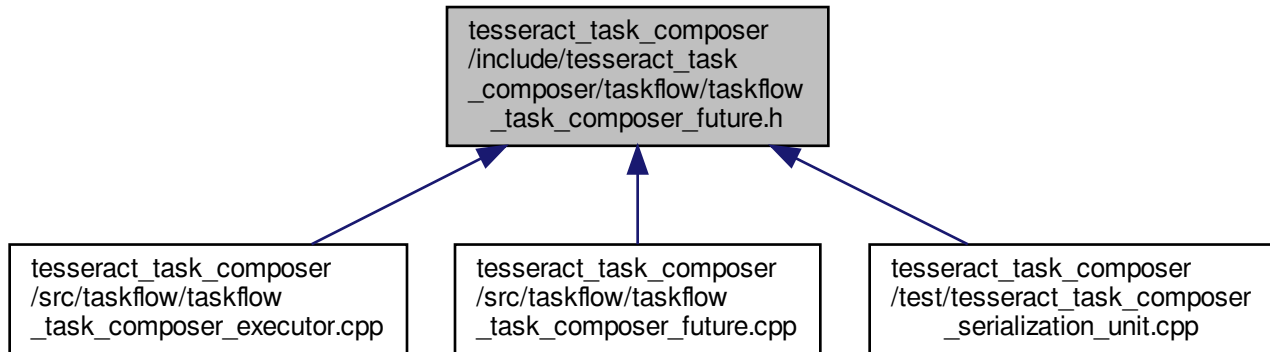 tesseract_task_composer
/include/tesseract_task
_composer/taskflow/taskflow
_task_composer_future.h
tesseract_task_composer
/src/taskflow/taskflow
_task_composer_executor.cpp
tesseract_task_composer
/src/taskflow/taskflow
_task_composer_future.cpp
tesseract_task_composer
/test/tesseract_task_composer
_serialization_unit.cpp